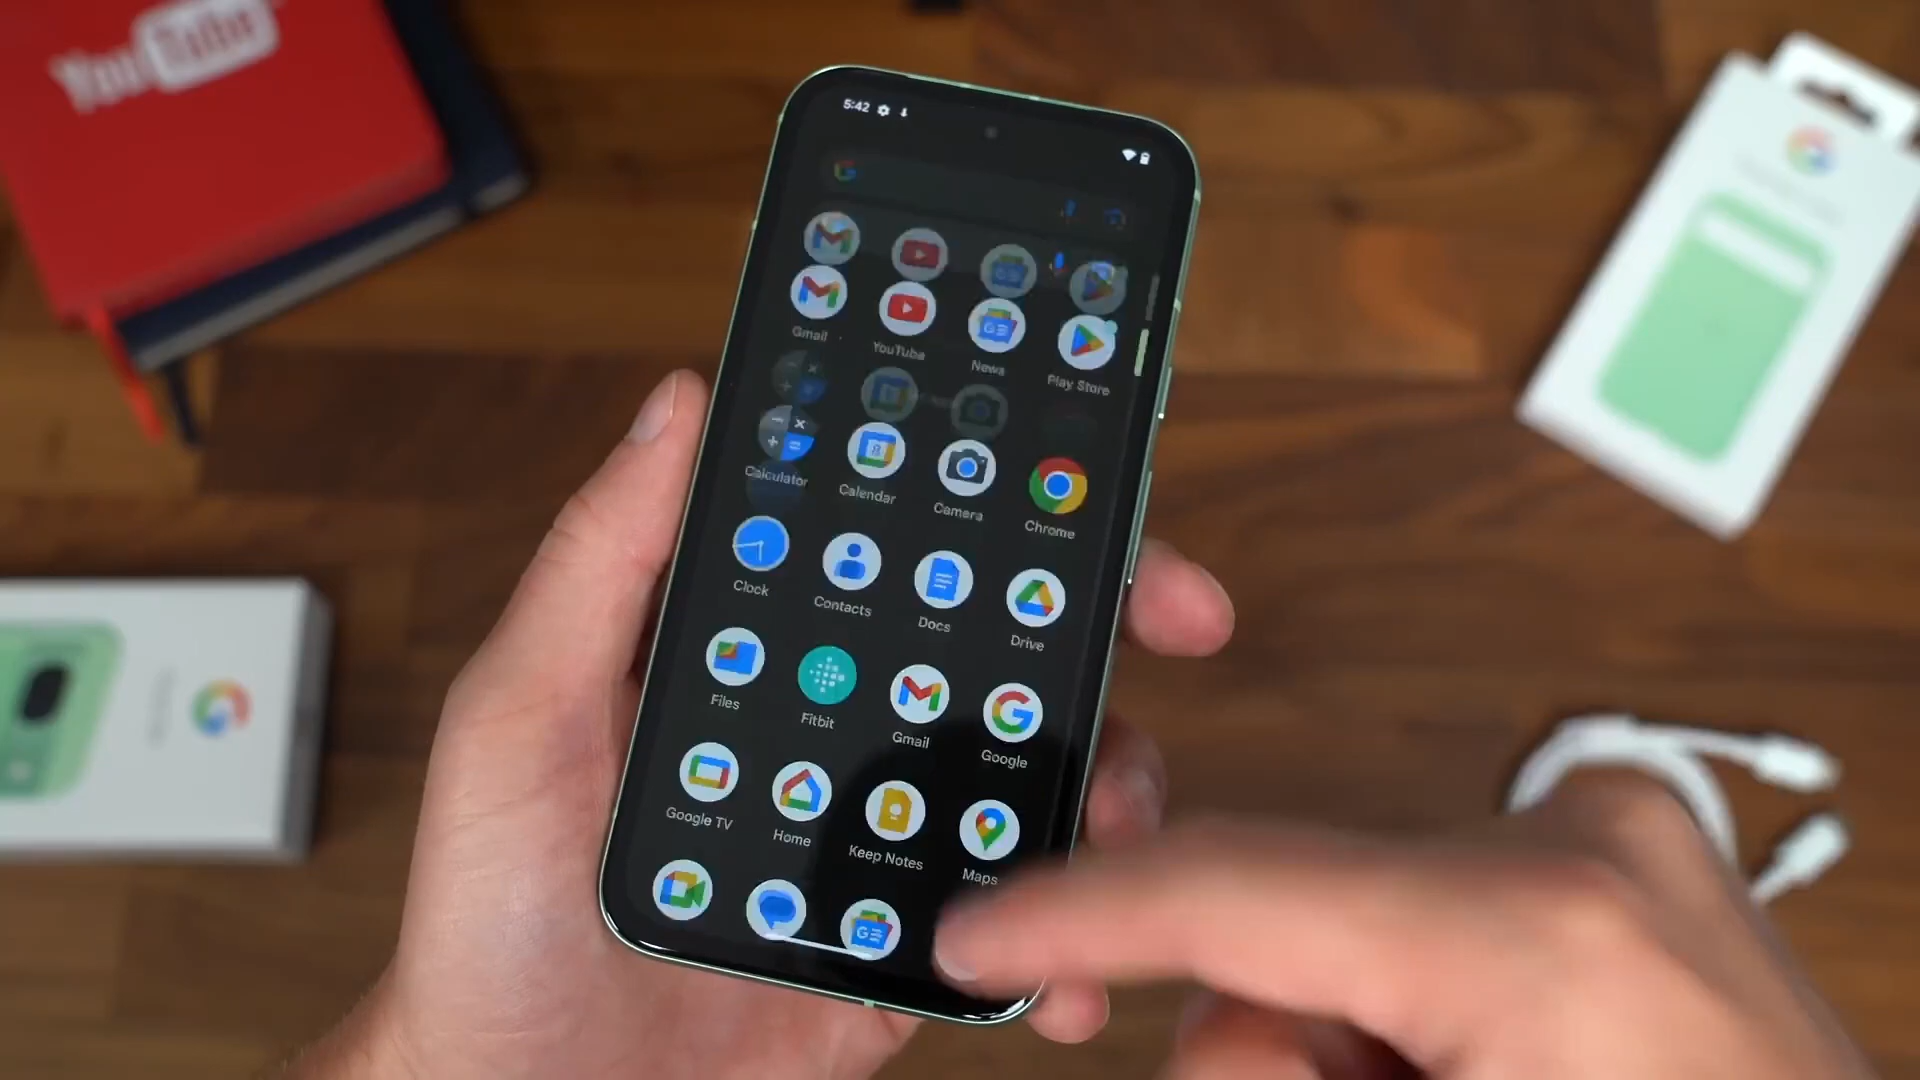 YouTube
5:42
Gmail
YouTube
News
Play Store
Calculator
Calendar
Camera
Chrome
Clock
Contacts
Docs
Drive
Files
Fitbit
Gmail
Google
Google TV
Home
Keep Notes
Maps